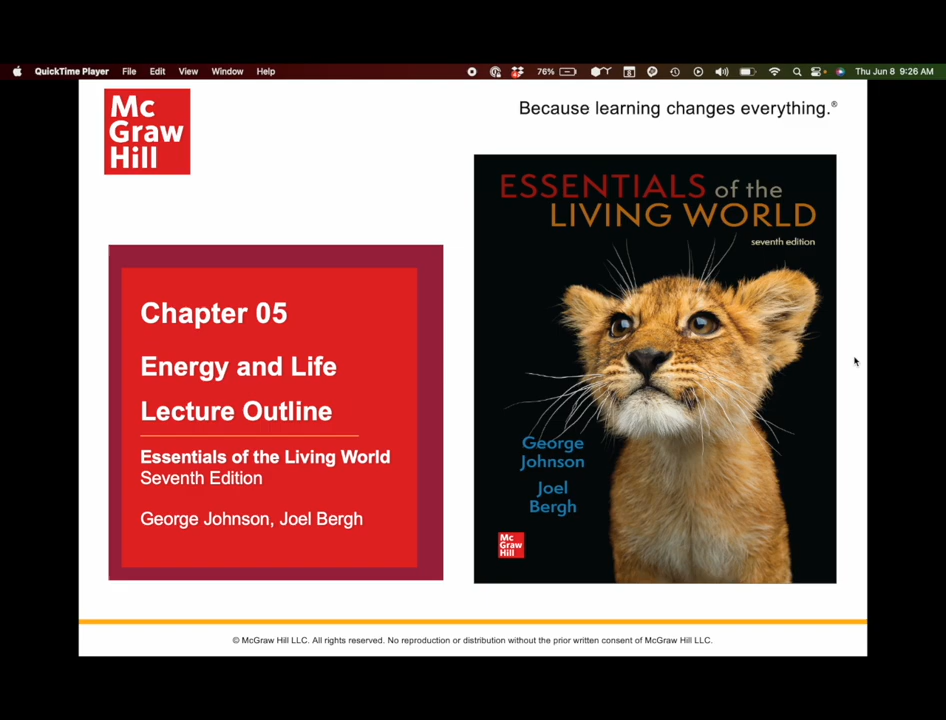 QuickTime Player File Edit View Window Help 76% Thu Jun 8 9:26 AM
Mc
Graw
Hill
Because learning changes everything.®
ESSENTIALS of the
LIVING WORLD
seventh edition
Chapter 05
Energy and Life
Lecture Outline
Essentials of the Living World
Seventh Edition
George Johnson, Joel Bergh
George
Johnson
Joel
Bergh
Mc
Graw
Hill
© McGraw Hill LLC. All rights reserved. No reproduction or distribution without the prior written consent of McGraw Hill LLC.